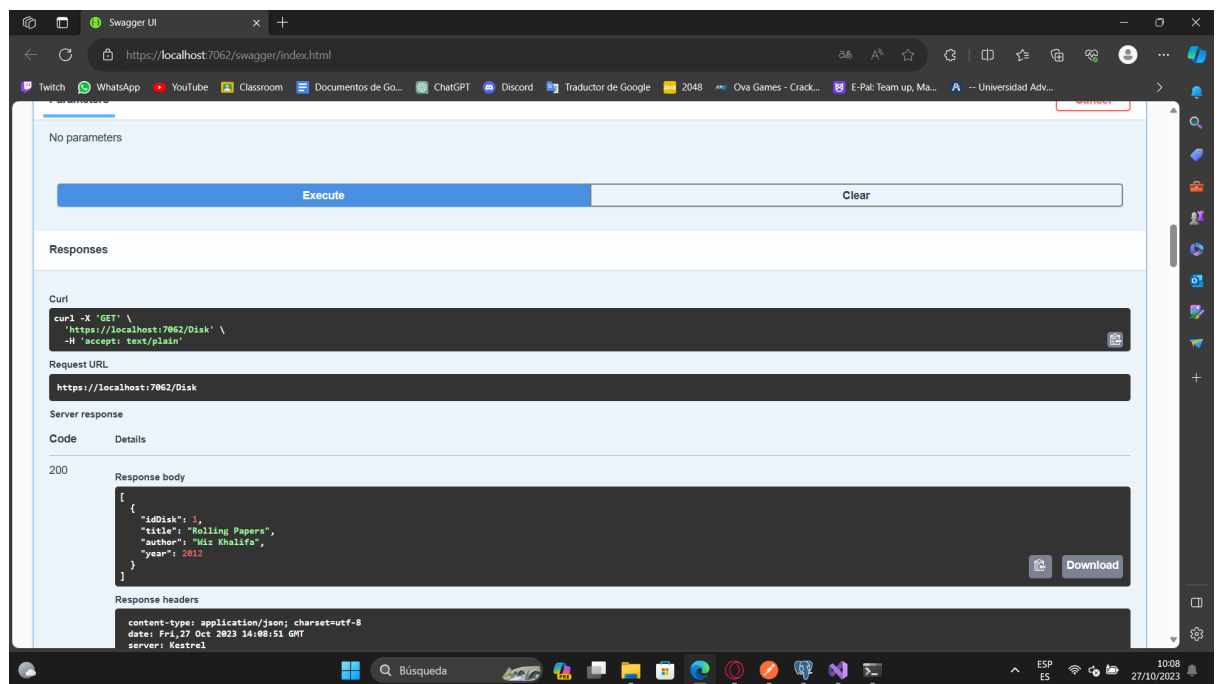 Swagger UI
https://localhost:7062/swagger/index.html
Twitch WhatsApp YouTube Classroom Documentos de Go... ChatGPT Discord Traductor de Google 2048 Ova Games - Crack... E-Pal: Team up, Ma... A -- Universidad Adv...
Parameters Cancel
No parameters
Execute Clear
Responses
Curl
curl -X 'GET' \
'https://localhost:7062/Disk' \
-H 'accept: text/plain'
Request URL
https://localhost:7062/Disk
Server response
Code Details
200
Response body
[
{
"idDisk": 1,
"title": "Rolling Papers",
"author": "Wiz Khalifa",
"year": 2012
}
]
Download
Response headers
content-type: application/json; charset=utf-8
date: Fri,27 Oct 2023 14:08:51 GMT
server: Kestrel
Búsqueda
ESP
ES
10:08
27/10/2023